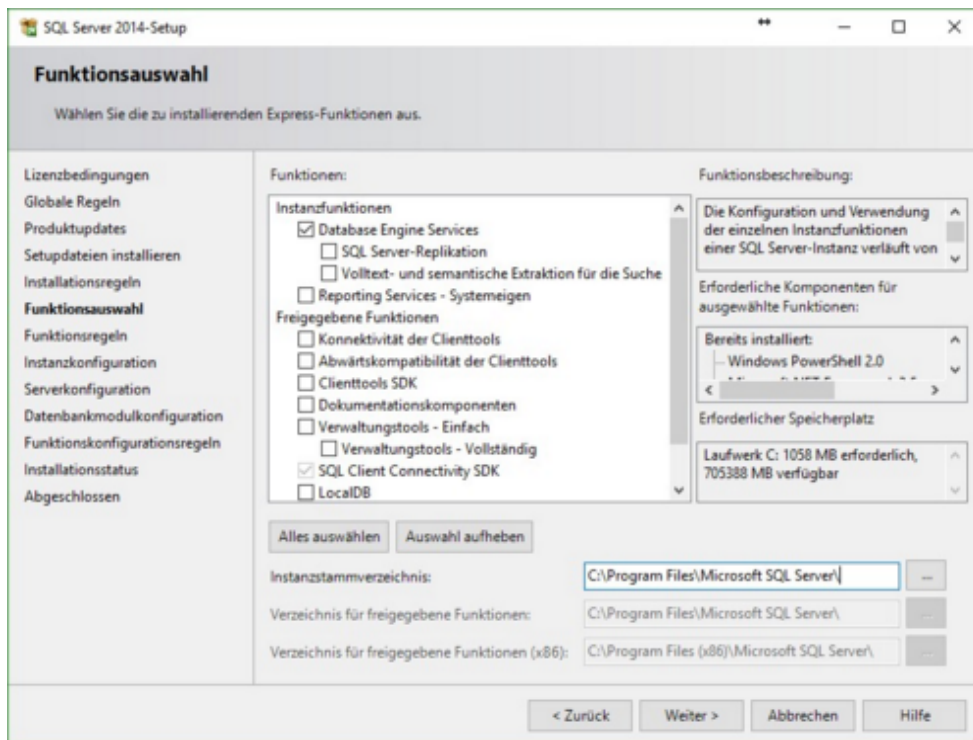 SQL Server 2014-Setup
Funktionsauswahl
Wählen Sie die zu installierenden Express-Funktionen aus.
Lizenzbedingungen
Globale Regeln
Produktupdates
Setupdateien installieren
Installationsregeln
Funktionsauswahl
Funktionsregeln
Instanzkonfiguration
Serverkonfiguration
Datenbankmodulkonfiguration
Funktionskonfigurationsregeln
Installationsstatus
Abgeschlossen
Funktionen:
Instanzfunktionen
Database Engine Services
SQL Server-Replikation
Volltext- und semantische Extraktion für die Suche
Reporting Services - Systemeigen
Freigegebene Funktionen
Konnektivität der Clienttools
Abwärtskompatibilität der Clienttools
Clienttools SDK
Dokumentationskomponenten
Verwaltungstools - Einfach
Verwaltungstools - Vollständig
SQL Client Connectivity SDK
LocalDB
Funktionsbeschreibung:
Die Konfiguration und Verwendung
der einzelnen Instanzfunktionen
einer SQL Server-Instanz verläuft von
Erforderliche Komponenten für
ausgewählte Funktionen:
Bereits installiert:
Windows PowerShell 2.0
Erforderlicher Speicherplatz
Laufwerk C: 1058 MB erforderlich,
705388 MB verfügbar
Alles auswählen Auswahl aufheben
Instanzstammverzeichnis: C:\Program Files\Microsoft SQL Server\ ...
Verzeichnis für freigegebene Funktionen: C:\Program Files\Microsoft SQL Server\ ...
Verzeichnis für freigegebene Funktionen (x86): C:\Program Files (x86)\Microsoft SQL Server\ ...
< Zurück Weiter > Abbrechen Hilfe